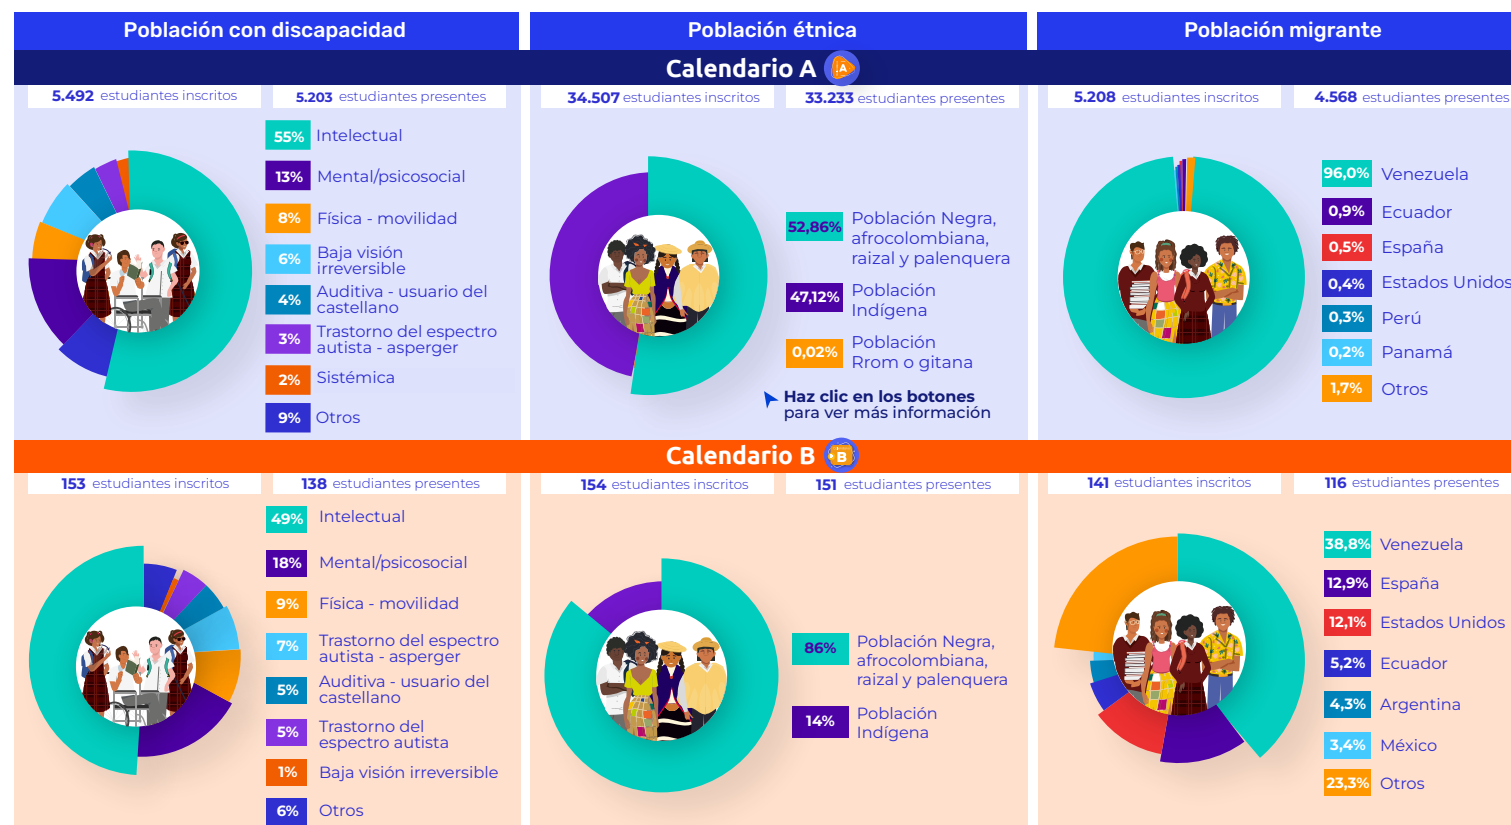 Población con discapacidad
Población étnica
Población migrante
Calendario A
A
5.492 estudiantes inscritos
5.203 estudiantes presentes
55% Intelectual
13% Mental/psicosocial
8% Física - movilidad
6% Baja visión
irreversible
4% Auditiva - usuario del
castellano
3% Trastorno del espectro
autista - asperger
2% Sistémica
9% Otros
34.507 estudiantes inscritos
33.233 estudiantes presentes
52,86% Población Negra,
afrocolombiana,
raizal y palenquera
47,12% Población
Indígena
0,02% Población
Rrom o gitana
Haz clic en los botones
para ver más información
5.208 estudiantes inscritos
4.568 estudiantes presentes
96,0% Venezuela
0,9% Ecuador
0,5% España
0,4% Estados Unidos
0,3% Perú
0,2% Panamá
1,7% Otros
Calendario B
B
153 estudiantes inscritos
138 estudiantes presentes
49% Intelectual
18% Mental/psicosocial
9% Física - movilidad
7% Trastorno del espectro
autista - asperger
5% Auditiva - usuario del
castellano
5% Trastorno del
espectro autista
1% Baja visión irreversible
6% Otros
154 estudiantes inscritos
151 estudiantes presentes
86% Población Negra,
afrocolombiana,
raizal y palenquera
14% Población
Indígena
141 estudiantes inscritos
116 estudiantes presentes
38,8% Venezuela
12,9% España
12,1% Estados Unidos
5,2% Ecuador
4,3% Argentina
3,4% México
23,3% Otros